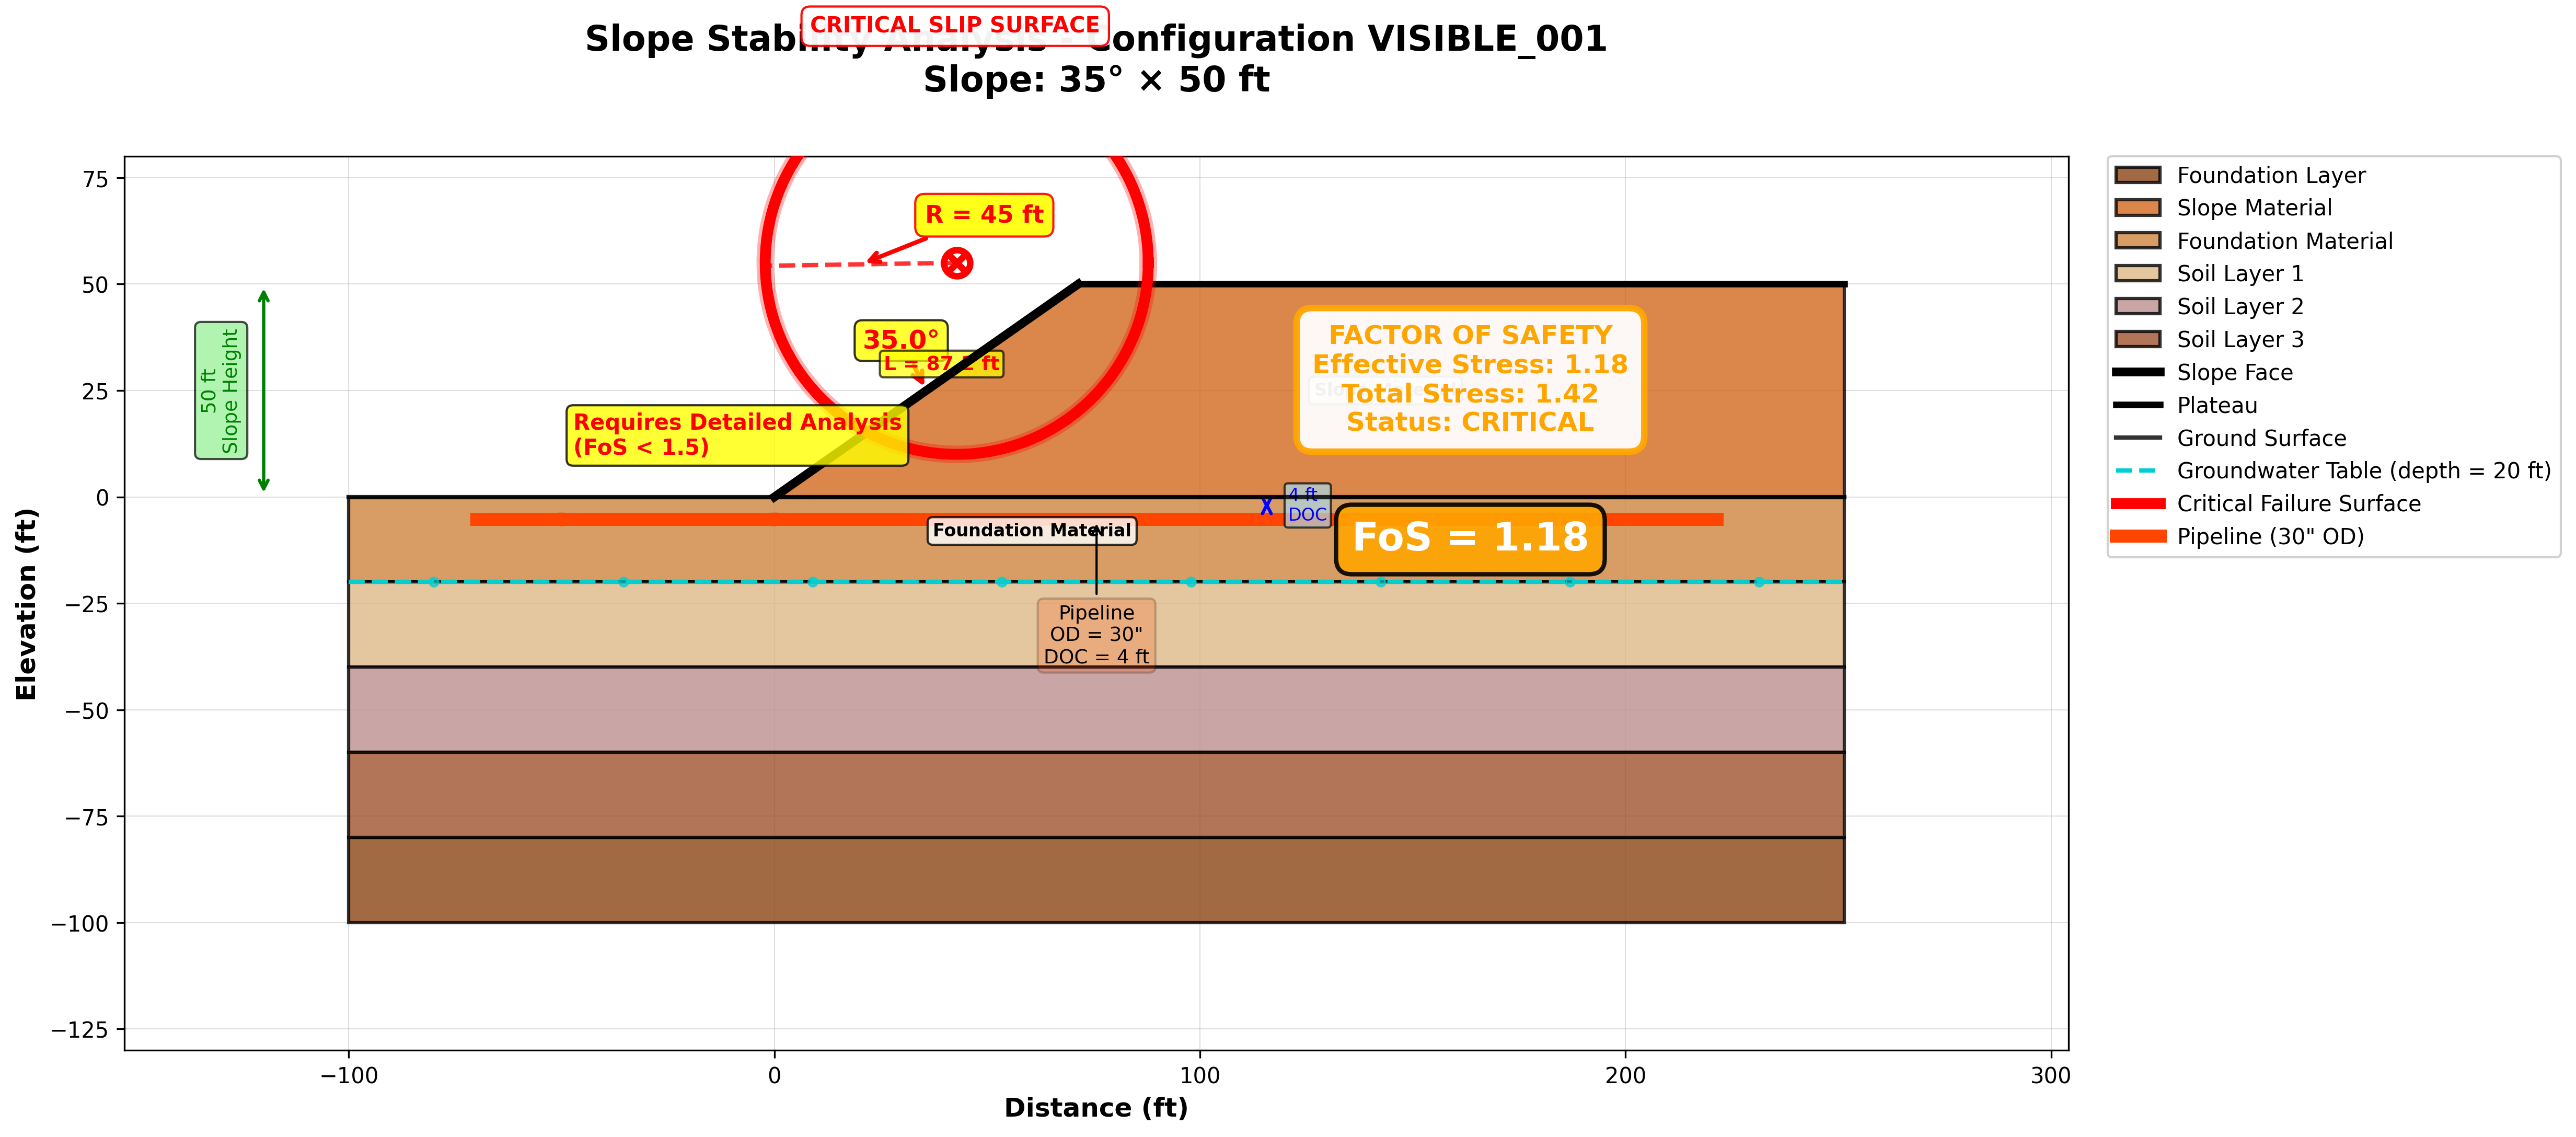 CRITICAL SLIP SURFACE
Slope Stability Analysis - Configuration VISIBLE_001
Slope: 35° × 50 ft
R = 45 ft
35.0°
L = 87.2 ft
Requires Detailed Analysis
(FoS < 1.5)
50 ft
Slope Height
FACTOR OF SAFETY
Effective Stress: 1.18
Total Stress: 1.42
Status: CRITICAL
4 ft
DOC
Foundation Material
FoS = 1.18
Pipeline
OD = 30"
DOC = 4 ft
Elevation (ft)
75
50
25
0
−25
−50
−75
−100
−125
−100
0
100
200
300
Distance (ft)
Foundation Layer
Slope Material
Foundation Material
Soil Layer 1
Soil Layer 2
Soil Layer 3
Slope Face
Plateau
Ground Surface
Groundwater Table (depth = 20 ft)
Critical Failure Surface
Pipeline (30" OD)